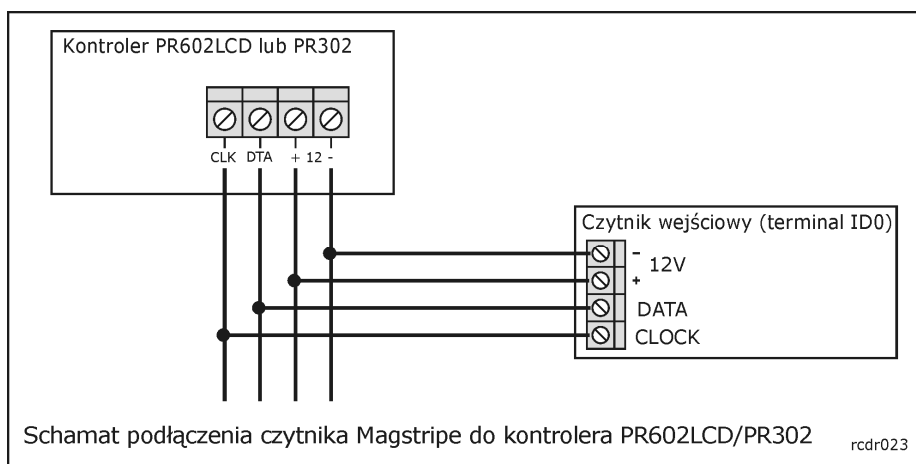 Kontroler PR602LCD lub PR302
CLK DTA + 12 -
Czytnik wejściowy (terminal ID0)
-
12V
+
DATA
CLOCK
Schamat podłączenia czytnika Magstripe do kontrolera PR602LCD/PR302
rcdr023